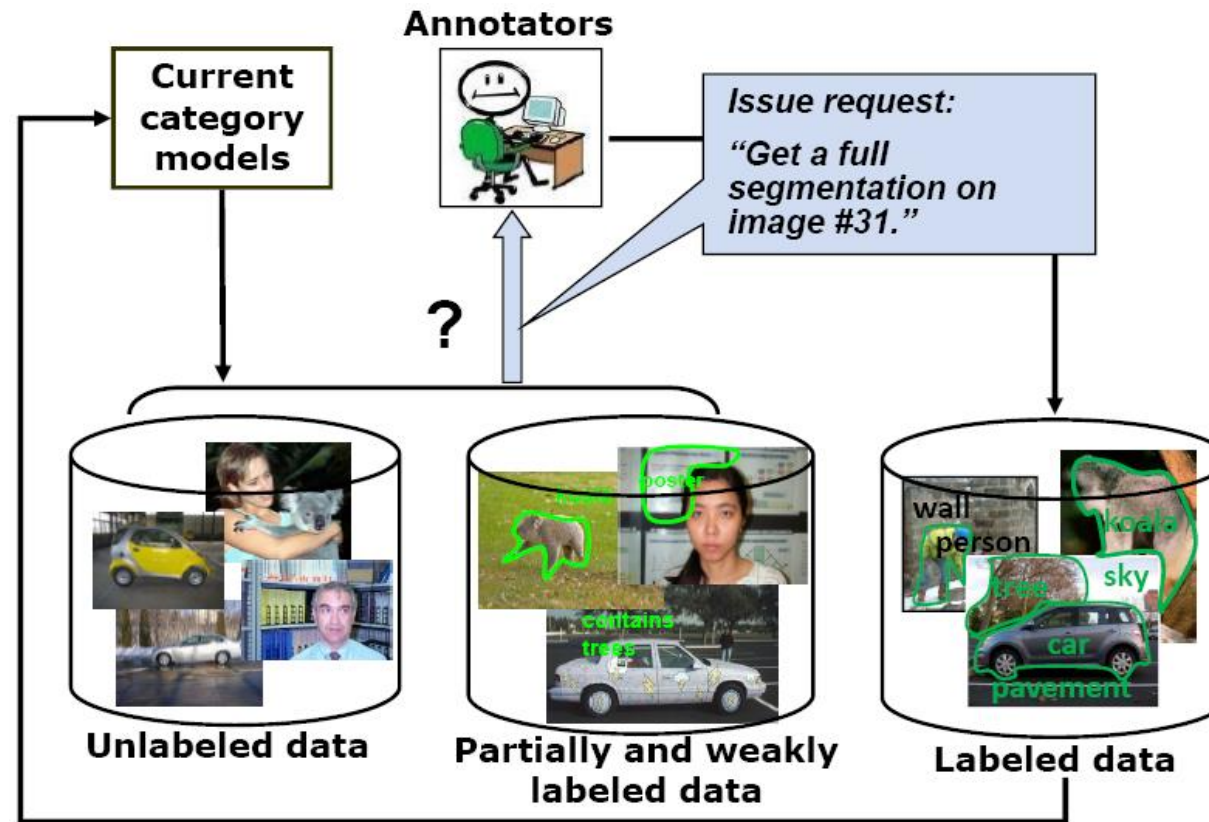 Annotators
Current
category
models
Issue request:
“Get a full
segmentation on
image #31.”
?
poster
contains
trees
wall
person
koala
sky
tree
car
pavement
Unlabeled data
Partially and weakly
labeled data
Labeled data